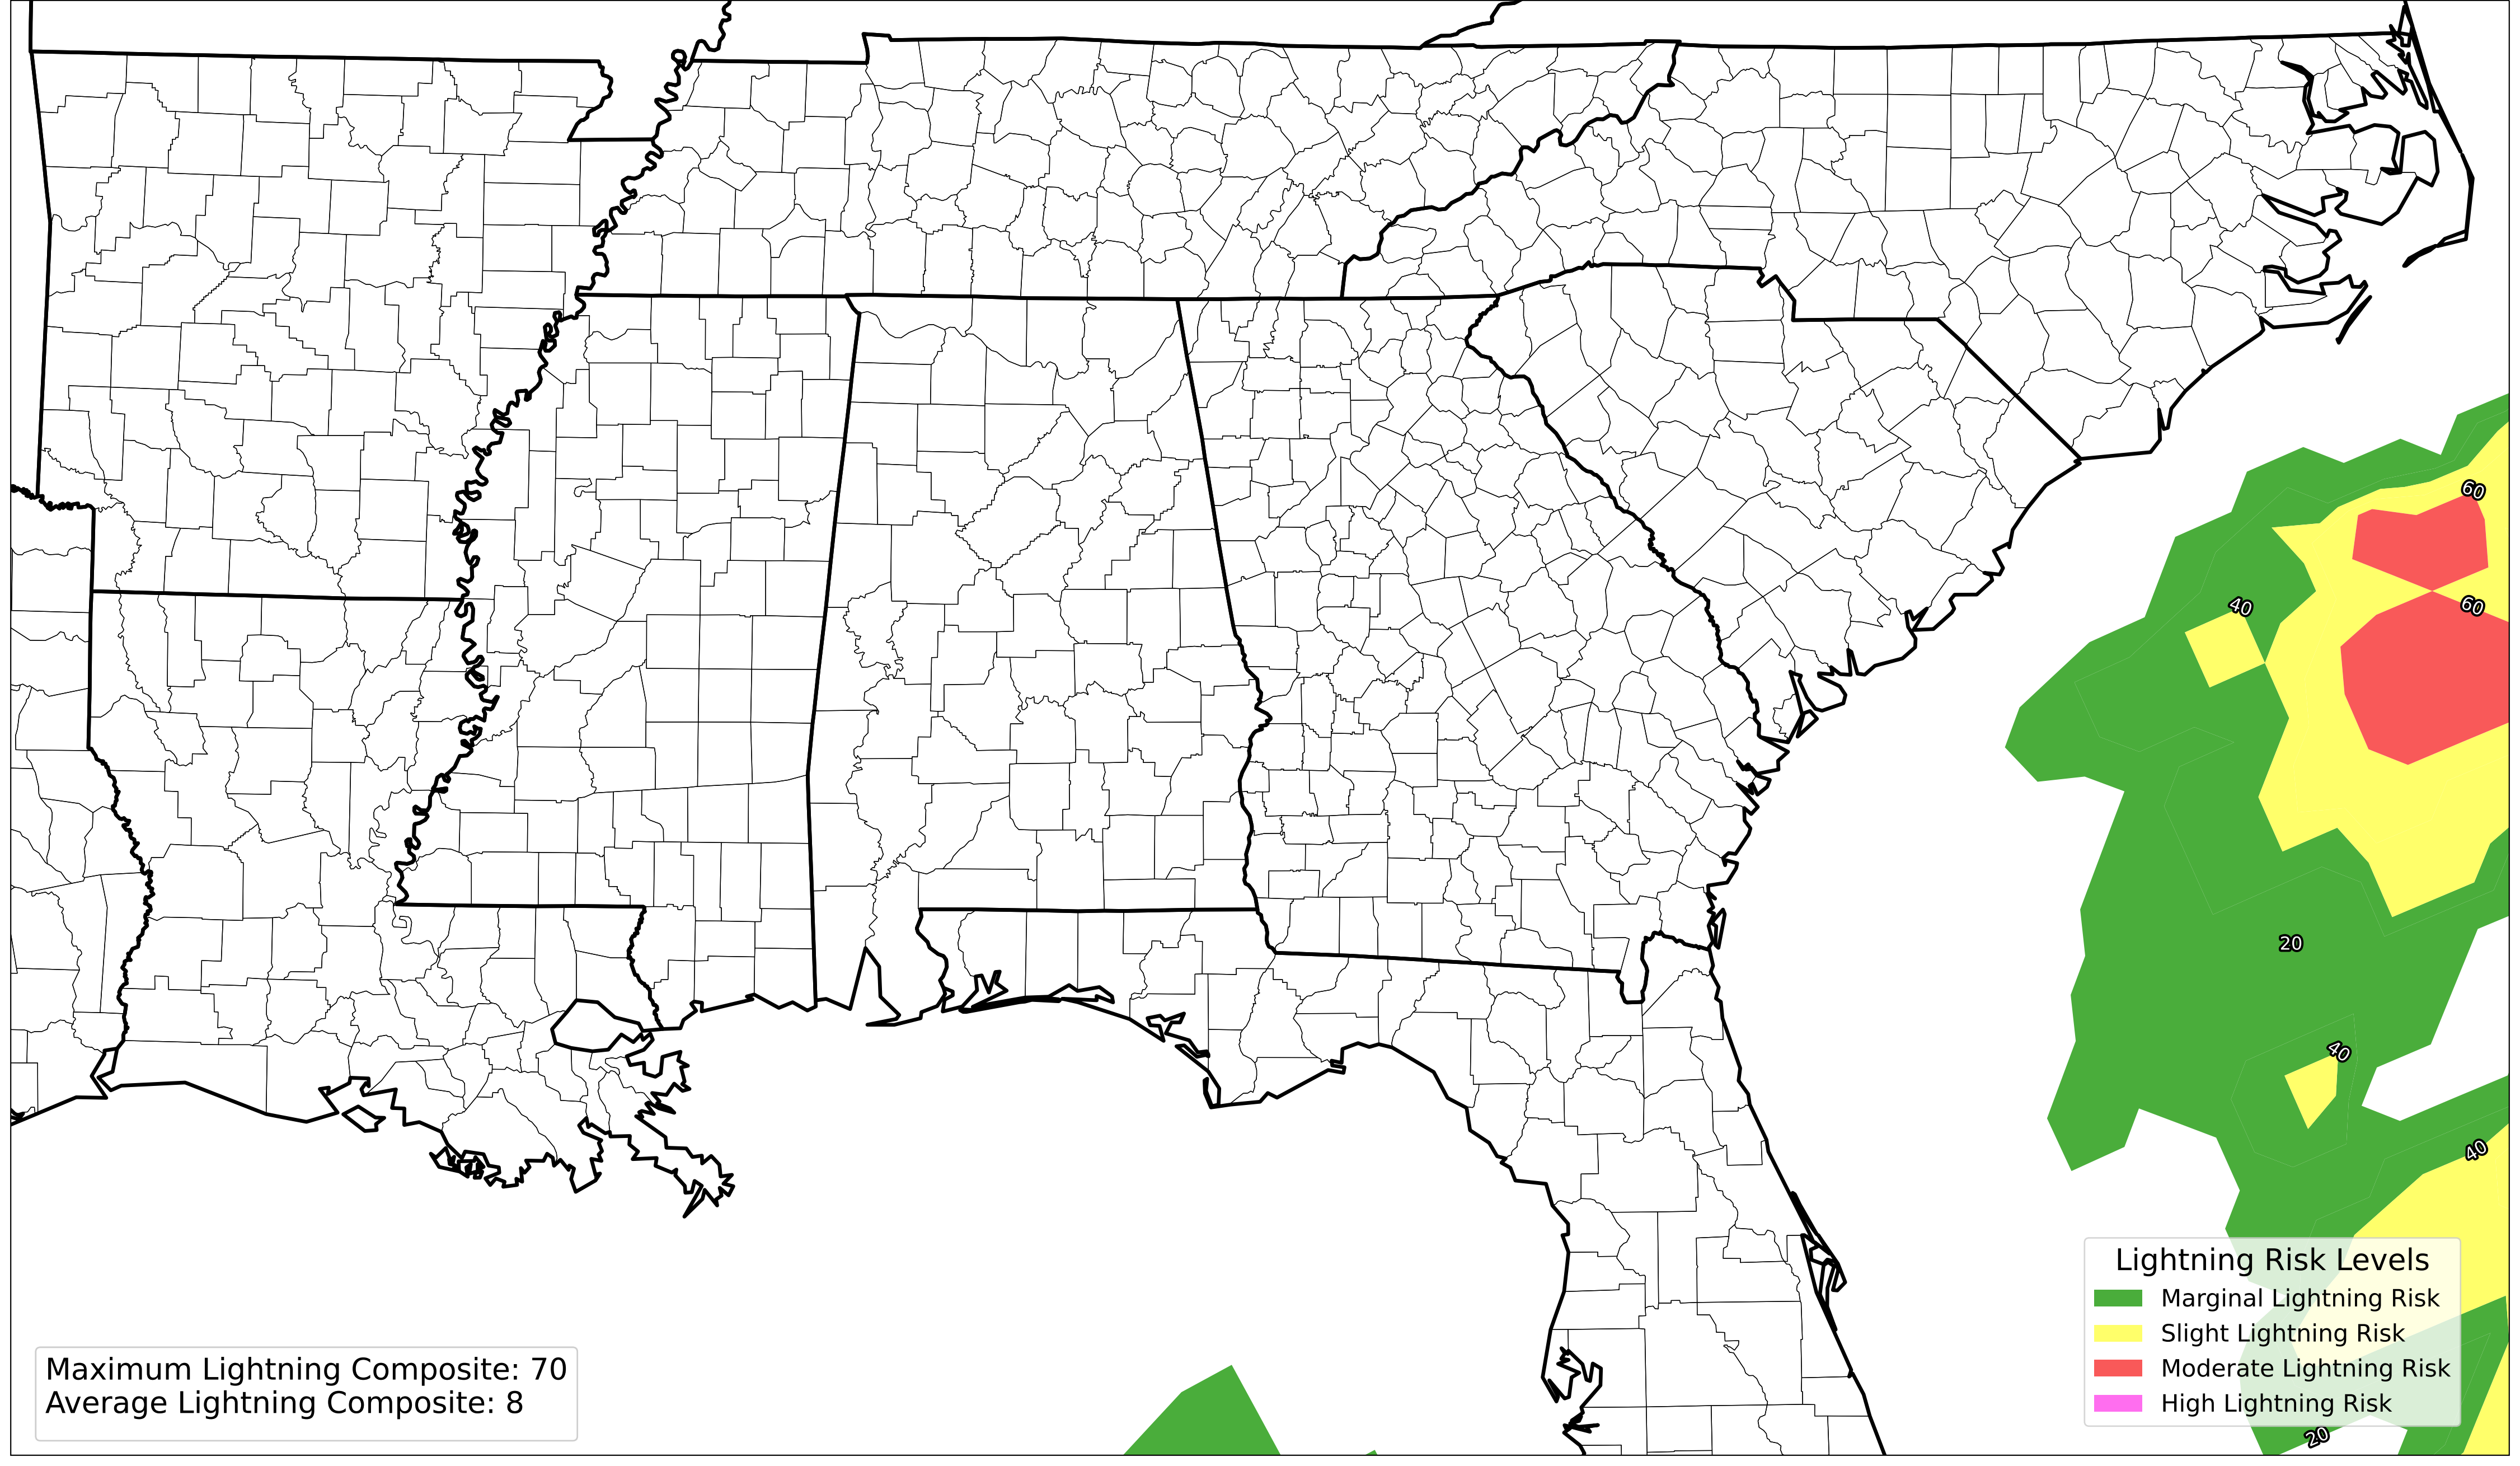 60
40
60
20
40
40
Lightning Risk Levels
Marginal Lightning Risk
Slight Lightning Risk
Moderate Lightning Risk
High Lightning Risk
Maximum Lightning Composite: 70
Average Lightning Composite: 8
20